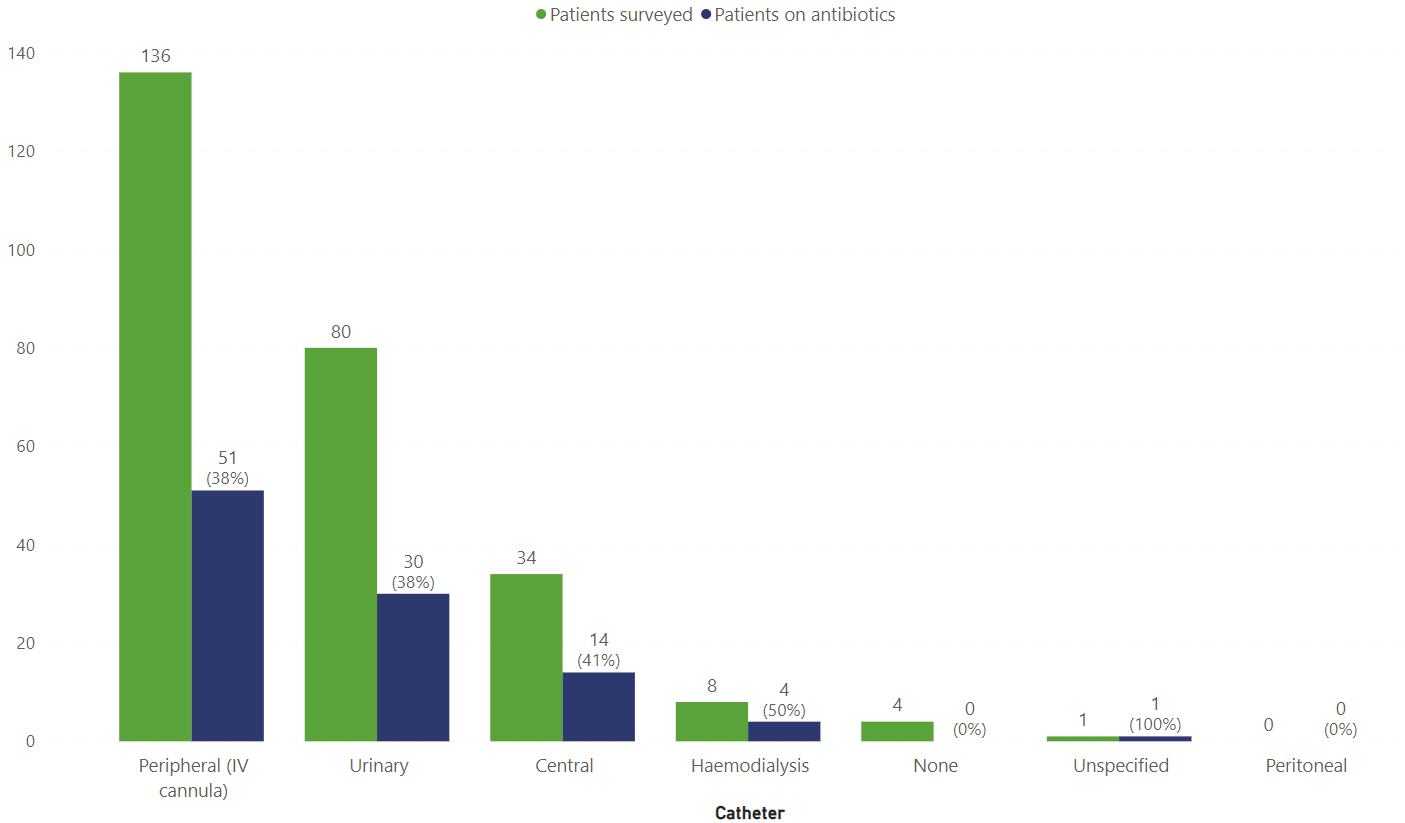 Patients surveyed Patients on antibiotics
140
120
100
80
60
40
20
0
136
51
(38%)
80
30
(38%)
34
14
(41%)
8
4
(50%)
4
0
(0%)
1
1
(100%)
0
0
(0%)
Peripheral (IV
cannula)
Urinary
Central
Haemodialysis
None
Unspecified
Peritoneal
Catheter